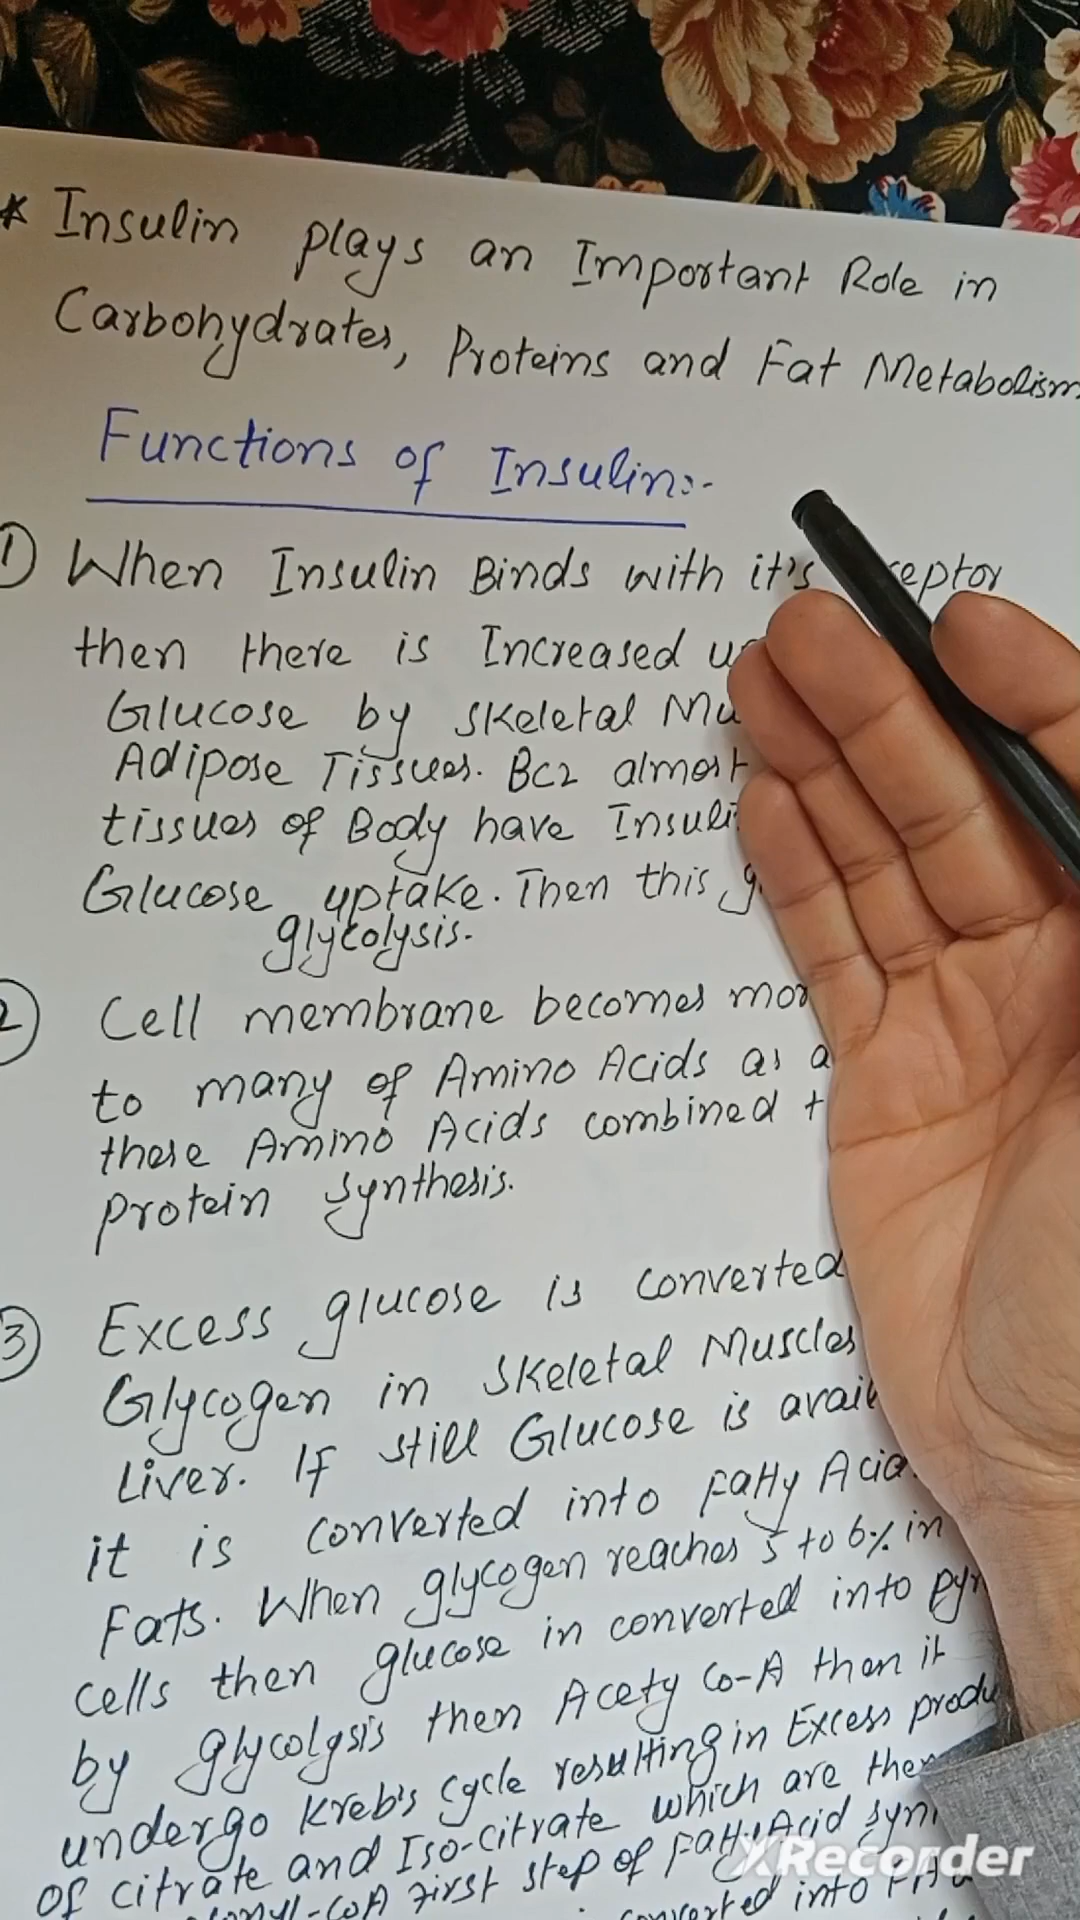 * Insulin plays an Important Role in
Carbohydrates, Proteins and Fat Metabolism
Functions of Insulin:-
① When Insulin Binds with it's
then there is Increased
Glucose by skeletal
Adipose Tissues. Bcz almost
tissues of Body have
Glucose uptake. Then this
glycolysis.
② Cell membrane becomes
to many of Amino Acids as a
these Amino Acids combined
protein synthesis.
③ Excess glucose is converted
Glycogen in Skeletal Muscles
Liver. If still Glucose is
it is converted into Fatty
Fats. When glycogen reaches 5 to 6% in
cells then glucose in converted into
by glycolysis then Acety Co-A then it
undergo Kreb's cycle resulting in Excess
of citrate and Iso-citrate which are
first step of Fatty Acid
converted into
XRecorder